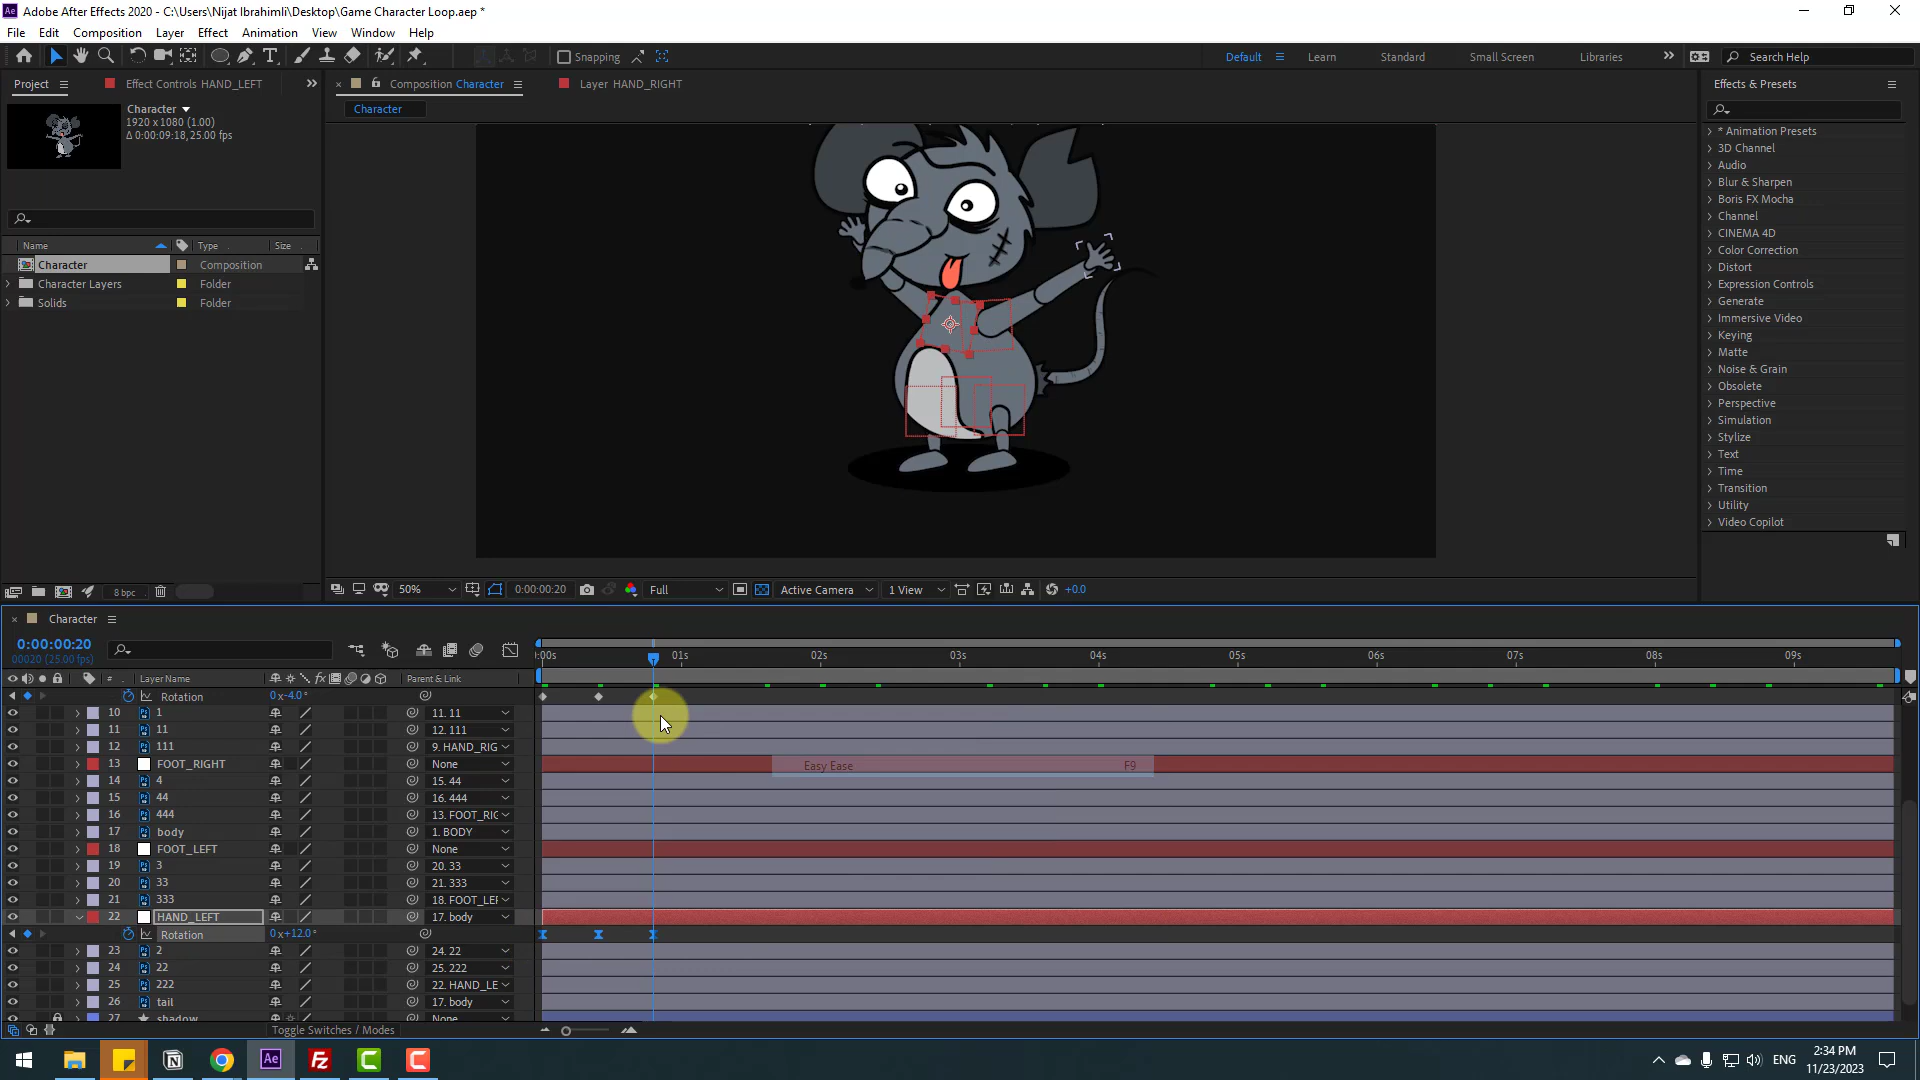 Adobe After Effects 2020 - C:\Users\Nijat Ibrahimli\Desktop\Game Character Loop.aep *
File Edit Composition Layer Effect Animation View Window Help
Snapping
Default Learn Standard Small Screen Libraries Search Help
Project Effect Controls HAND_LEFT
Composition Character Layer HAND_RIGHT
Effects & Presets
Character
1920 x 1080 (1.00)
Δ 0:00:09:18, 25.00 fps
Character
Name Type Size
Character Composition
Character Layers Folder
Solids Folder
* Animation Presets
3D Channel
Audio
Blur & Sharpen
Boris FX Mocha
Channel
CINEMA 4D
Color Correction
Distort
Expression Controls
Generate
Immersive Video
Keying
Matte
Noise & Grain
Obsolete
Perspective
Simulation
Stylize
Text
Time
Transition
Utility
Video Copilot
8 bpc
50% 0:00:00:20 Full Active Camera 1 View +0.0
Character
0:00:00:20
00020 (25.00 fps)
:00s 01s 02s 03s 04s 05s 06s 07s 08s 09s
# Layer Name Parent & Link
Rotation 0x-4.0°
10 1 11. 11
11 11 12. 111
12 111 9. HAND_RIG
13 FOOT_RIGHT None
Easy Ease F9
14 4 15. 44
15 44 16. 444
16 444 13. FOOT_RIG
17 body 1. BODY
18 FOOT_LEFT None
19 3 20. 33
20 33 21. 333
21 333 18. FOOT_LEF
22 HAND_LEFT 17. body
Rotation 0x+12.0°
23 2 24. 22
24 22 25. 222
25 222 22. HAND_LE
26 tail 17. body
27 shadow None
Toggle Switches / Modes
Ae Fz C C
ENG
2:34 PM
11/23/2023